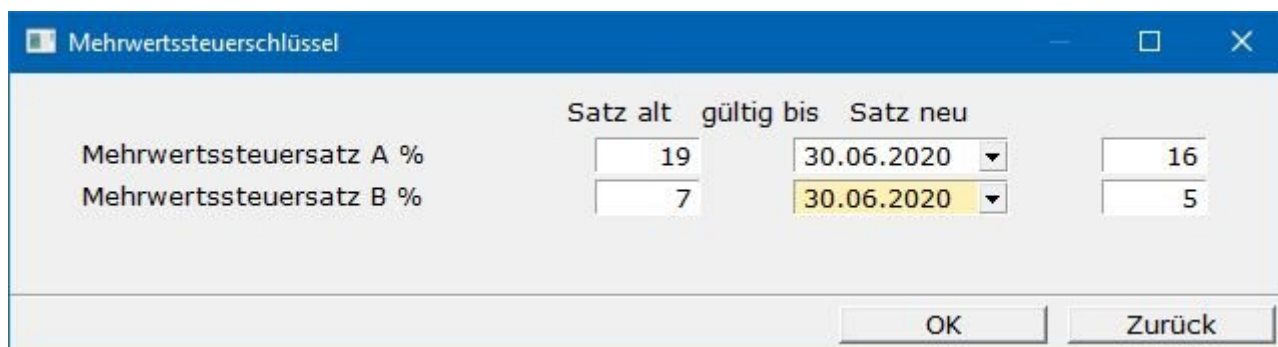 Mehrwertssteuerschlüssel
Satz alt gültig bis Satz neu
Mehrwertssteuersatz A % 19 30.06.2020 16
Mehrwertssteuersatz B % 7 30.06.2020 5
OK Zurück